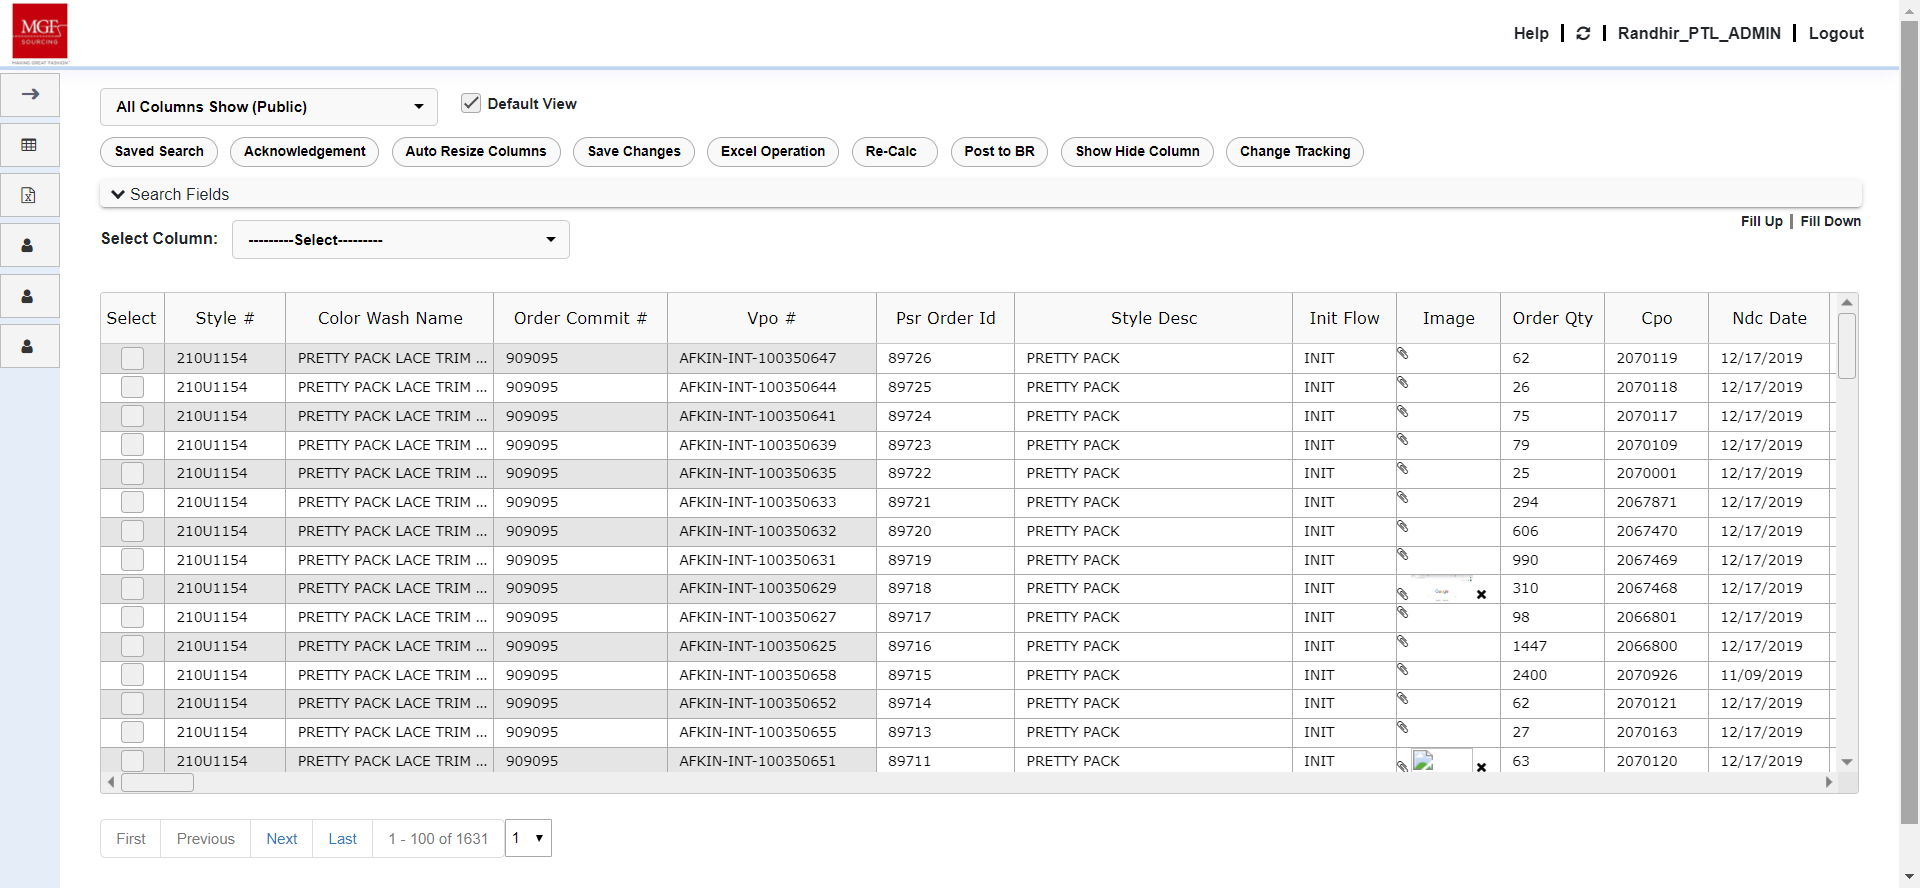 MGF
SOURCING
MAKING GREAT FASHION
Help | Randhir_PTL_ADMIN | Logout
All Columns Show (Public) Default View
Saved Search Acknowledgement Auto Resize Columns Save Changes Excel Operation Re-Calc Post to BR Show Hide Column Change Tracking
Search Fields
Fill Up | Fill Down
Select Column: ---------Select---------
Select Style # Color Wash Name Order Commit # Vpo # Psr Order Id Style Desc Init Flow Image Order Qty Cpo Ndc Date
210U1154 PRETTY PACK LACE TRIM ... 909095 AFKIN-INT-100350647 89726 PRETTY PACK INIT 62 2070119 12/17/2019
210U1154 PRETTY PACK LACE TRIM ... 909095 AFKIN-INT-100350644 89725 PRETTY PACK INIT 26 2070118 12/17/2019
210U1154 PRETTY PACK LACE TRIM ... 909095 AFKIN-INT-100350641 89724 PRETTY PACK INIT 75 2070117 12/17/2019
210U1154 PRETTY PACK LACE TRIM ... 909095 AFKIN-INT-100350639 89723 PRETTY PACK INIT 79 2070109 12/17/2019
210U1154 PRETTY PACK LACE TRIM ... 909095 AFKIN-INT-100350635 89722 PRETTY PACK INIT 25 2070001 12/17/2019
210U1154 PRETTY PACK LACE TRIM ... 909095 AFKIN-INT-100350633 89721 PRETTY PACK INIT 294 2067871 12/17/2019
210U1154 PRETTY PACK LACE TRIM ... 909095 AFKIN-INT-100350632 89720 PRETTY PACK INIT 606 2067470 12/17/2019
210U1154 PRETTY PACK LACE TRIM ... 909095 AFKIN-INT-100350631 89719 PRETTY PACK INIT 990 2067469 12/17/2019
210U1154 PRETTY PACK LACE TRIM ... 909095 AFKIN-INT-100350629 89718 PRETTY PACK INIT Google 310 2067468 12/17/2019
210U1154 PRETTY PACK LACE TRIM ... 909095 AFKIN-INT-100350627 89717 PRETTY PACK INIT 98 2066801 12/17/2019
210U1154 PRETTY PACK LACE TRIM ... 909095 AFKIN-INT-100350625 89716 PRETTY PACK INIT 1447 2066800 12/17/2019
210U1154 PRETTY PACK LACE TRIM ... 909095 AFKIN-INT-100350658 89715 PRETTY PACK INIT 2400 2070926 11/09/2019
210U1154 PRETTY PACK LACE TRIM ... 909095 AFKIN-INT-100350652 89714 PRETTY PACK INIT 62 2070121 12/17/2019
210U1154 PRETTY PACK LACE TRIM ... 909095 AFKIN-INT-100350655 89713 PRETTY PACK INIT 27 2070163 12/17/2019
210U1154 PRETTY PACK LACE TRIM ... 909095 AFKIN-INT-100350651 89711 PRETTY PACK INIT 63 2070120 12/17/2019
First Previous Next Last 1 - 100 of 1631 1